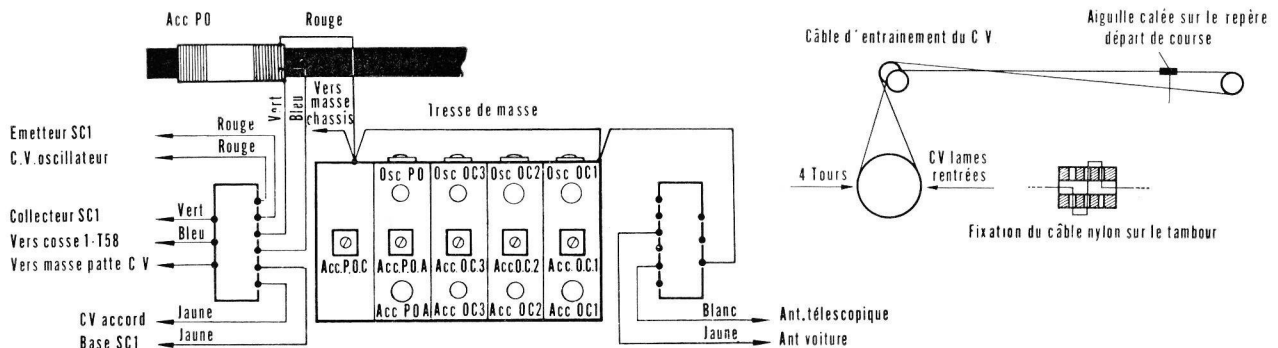 Acc PO
Rouge
Vert
Bleu
Vers
masse
chassis
Tresse de masse
Emetteur SC1
Rouge
C.V.oscillateur
Rouge
Collecteur SC1
Vert
Vers cosse 1-T58
Bleu
Vers masse patte C V
CV accord
Jaune
Base SC1
Jaune
Osc PO
Osc OC3
Osc OC2
Osc OC1
Acc.P.O.C
Acc.P.O.A
Acc.O.C.3
Acc.O.C.2
Acc.O.C.1
Acc PO A
Acc OC3
Acc OC2
Acc OC1
Blanc
Ant.télescopique
Jaune
Ant voiture
Câble d'entrainement du C V
Aiguille calée sur le repère
départ de course
4 Tours
CV lames
rentrées
Fixation du câble nylon sur le tambour